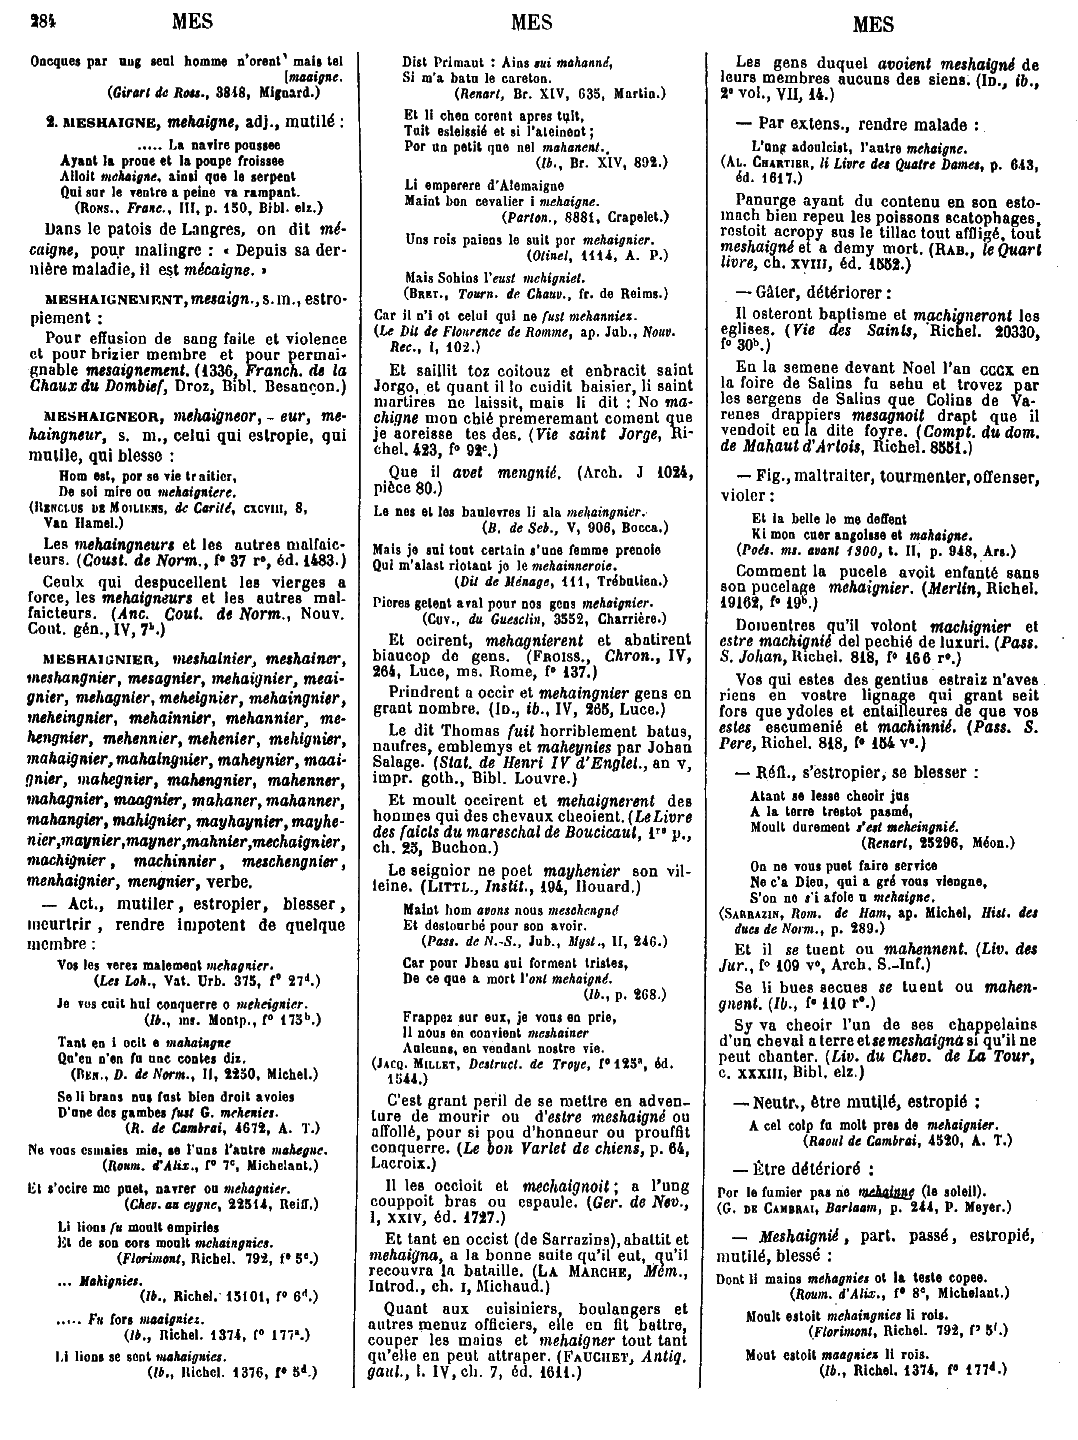 284 MES MES MES
Oncques par ung seul homme n'orent mais tel
[maaigne.
(Girart de Ross., 3848, Mignard.)
2. MESHAIGNE, mehaigne, adj., mutilé :
..... La navire poussee
Ayant la proue et la poupe froissee
Alloit mehaigne, ainsi que le serpent
Qui sur le ventre a peine va rampant.
(RONS., Franc., III, p. 150, Bibl. elz.)
Dans le patois de Langres, on dit mé-
caigne, pour malingre : « Depuis sa der-
nière maladie, il est mécaigne. »
MESHAIGNEMENT, mesaign., s. m., estro-
piement :
Pour effusion de sang faite et violence
et pour brizier membre et pour permai-
gnable mesaignement. (1336, Franch. de la
Chaux du Dombief, Droz, Bibl. Besançon.)
MESHAIGNEOR, mehaigneor, - eur, me-
haingneur, s. m., celui qui estropie, qui
mutile, qui blesse :
Hom est, por se vie traitier,
De soi mire ou mehaigniere.
(RENCLUS DE MOILIENS, de Carité, CXCVIII, 8,
Van Hamel.)
Les mehaingneurs et les autres malfaic-
teurs. (Coust. de Norm., f° 37 r°, éd. 1483.)
Ceulx qui despucellent les vierges a
force, les mehaigneurs et les autres mal-
faicteurs. (Anc. Cout. de Norm., Nouv.
Cout. gén., IV, 7ᵇ.)
MESHAIGNIER, meshainier, meshainer,
meshangnier, mesagnier, mehaignier, meai-
gnier, mehagnier, meheignier, mehaingnier,
meheingnier, mehainnier, mehannier, me-
hengnier, mehennier, mehenier, mehignier,
mahaignier, mahaingnier, maheynier, maai-
gnier, mahegnier, mahengnier, mahenner,
mahagnier, maagnier, mahaner, mahanner,
mahangier, mahignier, mayhaynier, mayhe-
nier, maynier, mayner, mahnier, mechaignier,
machignier, machinnier, meschengnier,
menhaignier, mengnier, verbe.
— Act., mutiler, estropier, blesser,
meurtrir, rendre impotent de quelque
membre :
Vos les verez malement mehagnier.
(Les Loh., Vat. Urb. 375, f° 27ᵈ.)
Je vos cuit hui conquerre o meheignier.
(Ib., ms. Montp., f° 173ᵇ.)
Tant en i ocit e mahaingne
Qu'en n'en fu unc contes diz.
(BEN., D. de Norm., II, 2250, Michel.)
Se li brans nus fust bien droit avoies
D'une des gambes fust G. mehenies.
(R. de Cambrai, 4672, A. T.)
Ne vous esmaies mie, se l'uns l'autre mahegne.
(Roum. d'Alix., f° 7ᶜ, Michelant.)
Et s'ocire me puet, navrer ou mehagnier.
(Chev. au cygne, 22514, Reiff.)
Li lions fu moult empiries
Et de son cors moult mehaingnies.
(Florimont, Richel. 792, f° 5ᵉ.)
... Mahignies.
(Ib., Richel. 15101, f° 6ᵈ.)
..... Fu fors maaigniez.
(Ib., Richel. 1374, f° 177ᵃ.)
Li lions se sont mahaignies.
(Ib., Richel. 1376, f° 5ᵈ.)
Dist Primaut : Ains sui mahanné,
Si m'a batu le careton.
(Renart, Br. XIV, 635, Martin.)
Et li chen corent apres tuit,
Tuit esleissié et si l'ateinent ;
Por un petit que nel mahanent.
(Ib., Br. XIV, 892.)
Li emperere d'Alemaigne
Maint bon cevalier i mehaigne.
(Parton., 8881, Crapelet.)
Uns rois paiens le suit por mehaignier.
(Otinel, 1114, A. P.)
Mais Sohins l'eust mehigniet.
(BRET., Tourn. de Chauv., fr. de Reims.)
Car il n'i ot celui qui ne fust mehanniez.
(Le Dit de Flourence de Romme, ap. Jub., Nouv.
Rec., I, 102.)
Et saillit toz coitouz et enbracit saint
Jorgo, et quant il lo cuidit baisier, li saint
martires ne laissit, mais li dit : No ma-
chigne mon chié premeremant coment que
je aoreisse tes des. (Vie saint Jorge, Ri-
chel. 423, f° 92ᶜ.)
Que il avet mengnié. (Arch. J 1024,
pièce 80.)
Le nes et les baulevres li ala mehaignier.
(B. de Seb., V, 906, Bocca.)
Mais je sui tout certain s'une femme prenoie
Qui m'alast riotant je le mehainneroie.
(Dit de Ménage, 111, Trébutien.)
Pieres getent aval pour nos gens mehaignier.
(CUV., du Guesclin, 3552, Charrière.)
Et ocirent, mehagnierent et abatirent
biaucop de gens. (FROISS., Chron., IV,
264, Luce, ms. Rome, f° 137.)
Prindrent a occir et mehaingnier gens en
grant nombre. (ID., ib., IV, 265, Luce.)
Le dit Thomas fuit horriblement batus,
naufres, emblemys et maheynies par Johan
Salage. (Stat. de Henri IV d'Englet., an V,
impr. goth., Bibl. Louvre.)
Et moult occirent et mehaignerent des
hommes qui des chevaux cheoient. (Le Livre
des faicts du mareschal de Boucicaut, 1ʳᵉ p.,
ch. 25, Buchon.)
Le seignior ne poet mayhenier son vil-
leine. (LITTL., Instit., 194, Houard.)
Maint hom avons nous meschengné
Et destourbé pour son avoir.
(Pass. de N.-S., Jub., Myst., II, 246.)
Car pour Jhesu sui forment tristes,
De ce que a mort l'ont mehaigné.
(Ib., p. 268.)
Frappez sur eux, je vous en prie,
Il nous en convient meshainer
Aulcuns, en vendant nostre vie.
(JACQ. MILLET, Destruct. de Troye, f° 125ᵃ, éd.
1544.)
C'est grant peril de se mettre en adven-
ture de mourir ou d'estre meshaigné ou
affollé, pour si pou d'honneur ou prouffit
conquerre. (Le bon Varlet de chiens, p. 64,
Lacroix.)
Il les occioit et mechaignoit ; a l'ung
couppoit bras ou espaule. (Ger. de Nev.,
I, XXIV, éd. 1727.)
Et tant en occist (de Sarrazins), abattit et
mehaigna, a la bonne suite qu'il eut, qu'il
recouvra la bataille. (LA MARCHE, Mém.,
Introd., ch. I, Michaud.)
Quant aux cuisiniers, boulangers et
autres menuz officiers, elle en fit battre,
couper les mains et mehaigner tout tant
qu'elle en peut attraper. (FAUCHET, Antiq.
gaul., l. IV, ch. 7, éd. 1611.)
Les gens duquel avoient meshaigné de
leurs membres aucuns des siens. (ID., ib.,
2ᵉ vol., VII, 14.)
— Par extens., rendre malade :
L'ung adoulcist, l'autre mehaigne.
(AL. CHARTIER, li Livre des Quatre Dames, p. 643,
éd. 1617.)
Panurge ayant du contenu en son esto-
mach bien repeu les poissons scatophages,
restoit acropy sus le tillac tout affligé, tout
meshaigné et a demy mort. (RAB., le Quart
livre, ch. XVIII, éd. 1552.)
— Gâter, détériorer :
Il osteront baptisme et machigneront les
eglises. (Vie des Saints, Richel. 20330,
f° 30ᵇ.)
En la semene devant Noel l'an CCCX en
la foire de Salins fu sehu et trovez par
les sergens de Salins que Colins de Va-
renes drappiers mesagnoit drapt que il
vendoit en la dite foyre. (Compt. du dom.
de Mahaut d'Artois, Richel. 8551.)
— Fig., maltraiter, tourmenter, offenser,
violer :
Et la belle le me deffent
Ki mon cuer angoisse et mahaigne.
(Poés. ms. avant 1300, t. II, p. 948, Ars.)
Comment la pucele avoit enfanté sans
son pucelage mehaignier. (Merlin, Richel.
19162, f° 19ᵇ.)
Domentres qu'il volont machignier et
estre machignié del pechié de luxuri. (Pass.
S. Johan, Richel. 818, f° 166 r°.)
Vos qui estes des gentius estraiz n'aves
riens en vostre lignage qui grant seit
fors que ydoles et entailleures de que vos
estes escumenié et machinnié. (Pass. S.
Pere, Richel. 818, f° 154 v°.)
— Réfl., s'estropier, se blesser :
Atant se lesse cheoir jus
A la terre trestot pasmé,
Moult durement s'est meheingnié.
(Renart, 25296, Méon.)
On ne vous puet faire service
Ne c'a Dieu, qui a gré vous viengne,
S'on ne s'i afole u mehaigne.
(SARRAZIN, Rom. de Ham, ap. Michel, Hist. des
ducs de Norm., p. 289.)
Et il se tuent ou mahennent. (Liv. des
Jur., f° 109 v°, Arch. S.-Inf.)
Se li bues secues se tuent ou mahen-
gnent. (Ib., f° 110 r°.)
Sy va cheoir l'un de ses chappelains
d'un cheval a terre et se meshaigna si qu'il ne
peut chanter. (Liv. du Chev. de La Tour,
c. XXXIII, Bibl. elz.)
— Neutr., être mutilé, estropié :
A cel colp fu molt pres de mehaignier.
(Raoul de Cambrai, 4520, A. T.)
— Être détérioré :
Por le fumier pas ne mehaigne (le soleil).
(G. DE CAMBRAI, Barlaam, p. 244, P. Meyer.)
— Meshaignié, part. passé, estropié,
mutilé, blessé :
Dont li mains mehagnies ot la teste copee.
(Roum. d'Alix., f° 8ᶜ, Michelant.)
Moult estoit mehaingnies li rois.
(Florimont, Richel. 792, f° 5ᶠ.)
Mout estoit maagniez li rois.
(Ib., Richel. 1374, f° 177ᵈ.)